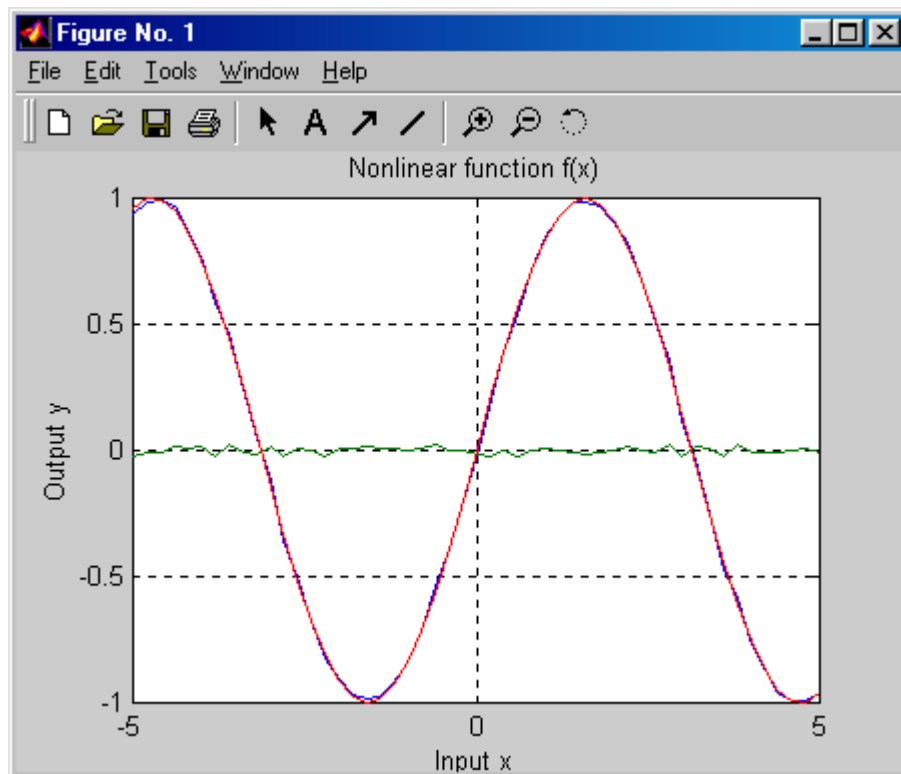 Figure No. 1
File Edit Tools Window Help
A
Nonlinear function f(x)
1
0.5
0
-0.5
-1
Output y
-5 0 5
Input x